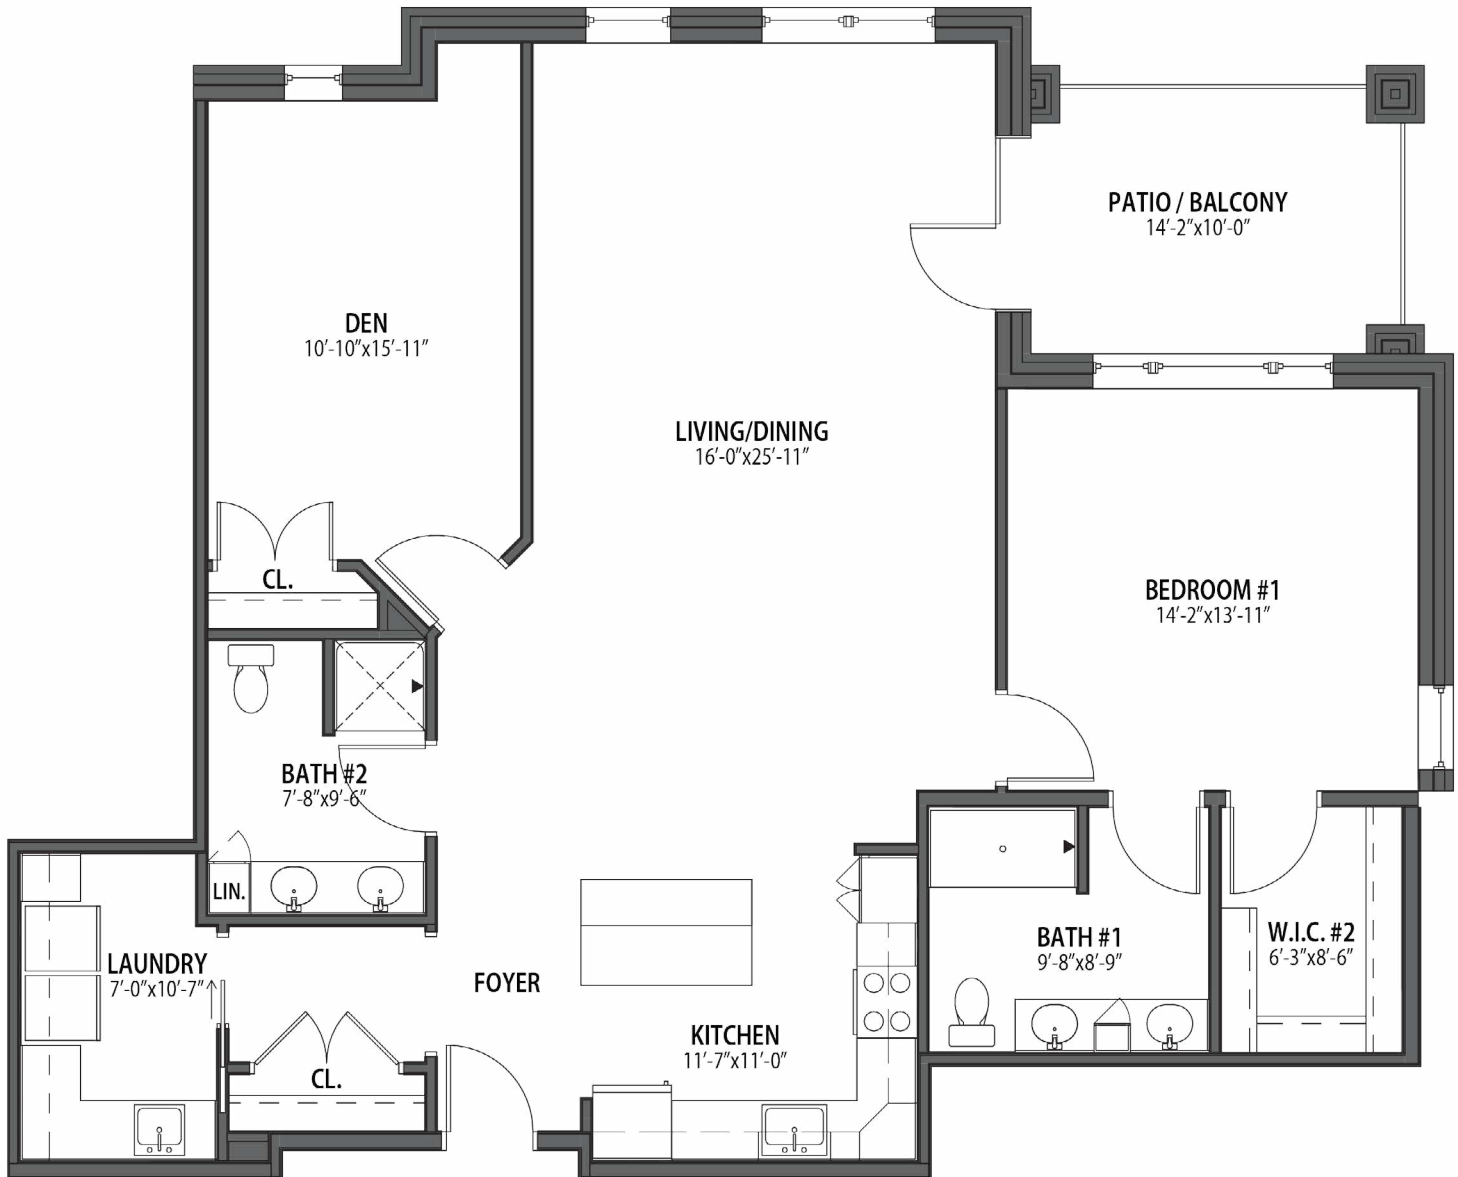 PATIO / BALCONY
14'-2"x10'-0"
DEN
10'-10"x15'-11"
LIVING/DINING
16'-0"x25'-11"
CL.
BEDROOM #1
14'-2"x13'-11"
BATH #2
7'-8"x9'-6"
LIN.
LAUNDRY
7'-0"x10'-7"
FOYER
BATH #1
9'-8"x8'-9"
W.I.C. #2
6'-3"x8'-6"
KITCHEN
11'-7"x11'-0"
CL.